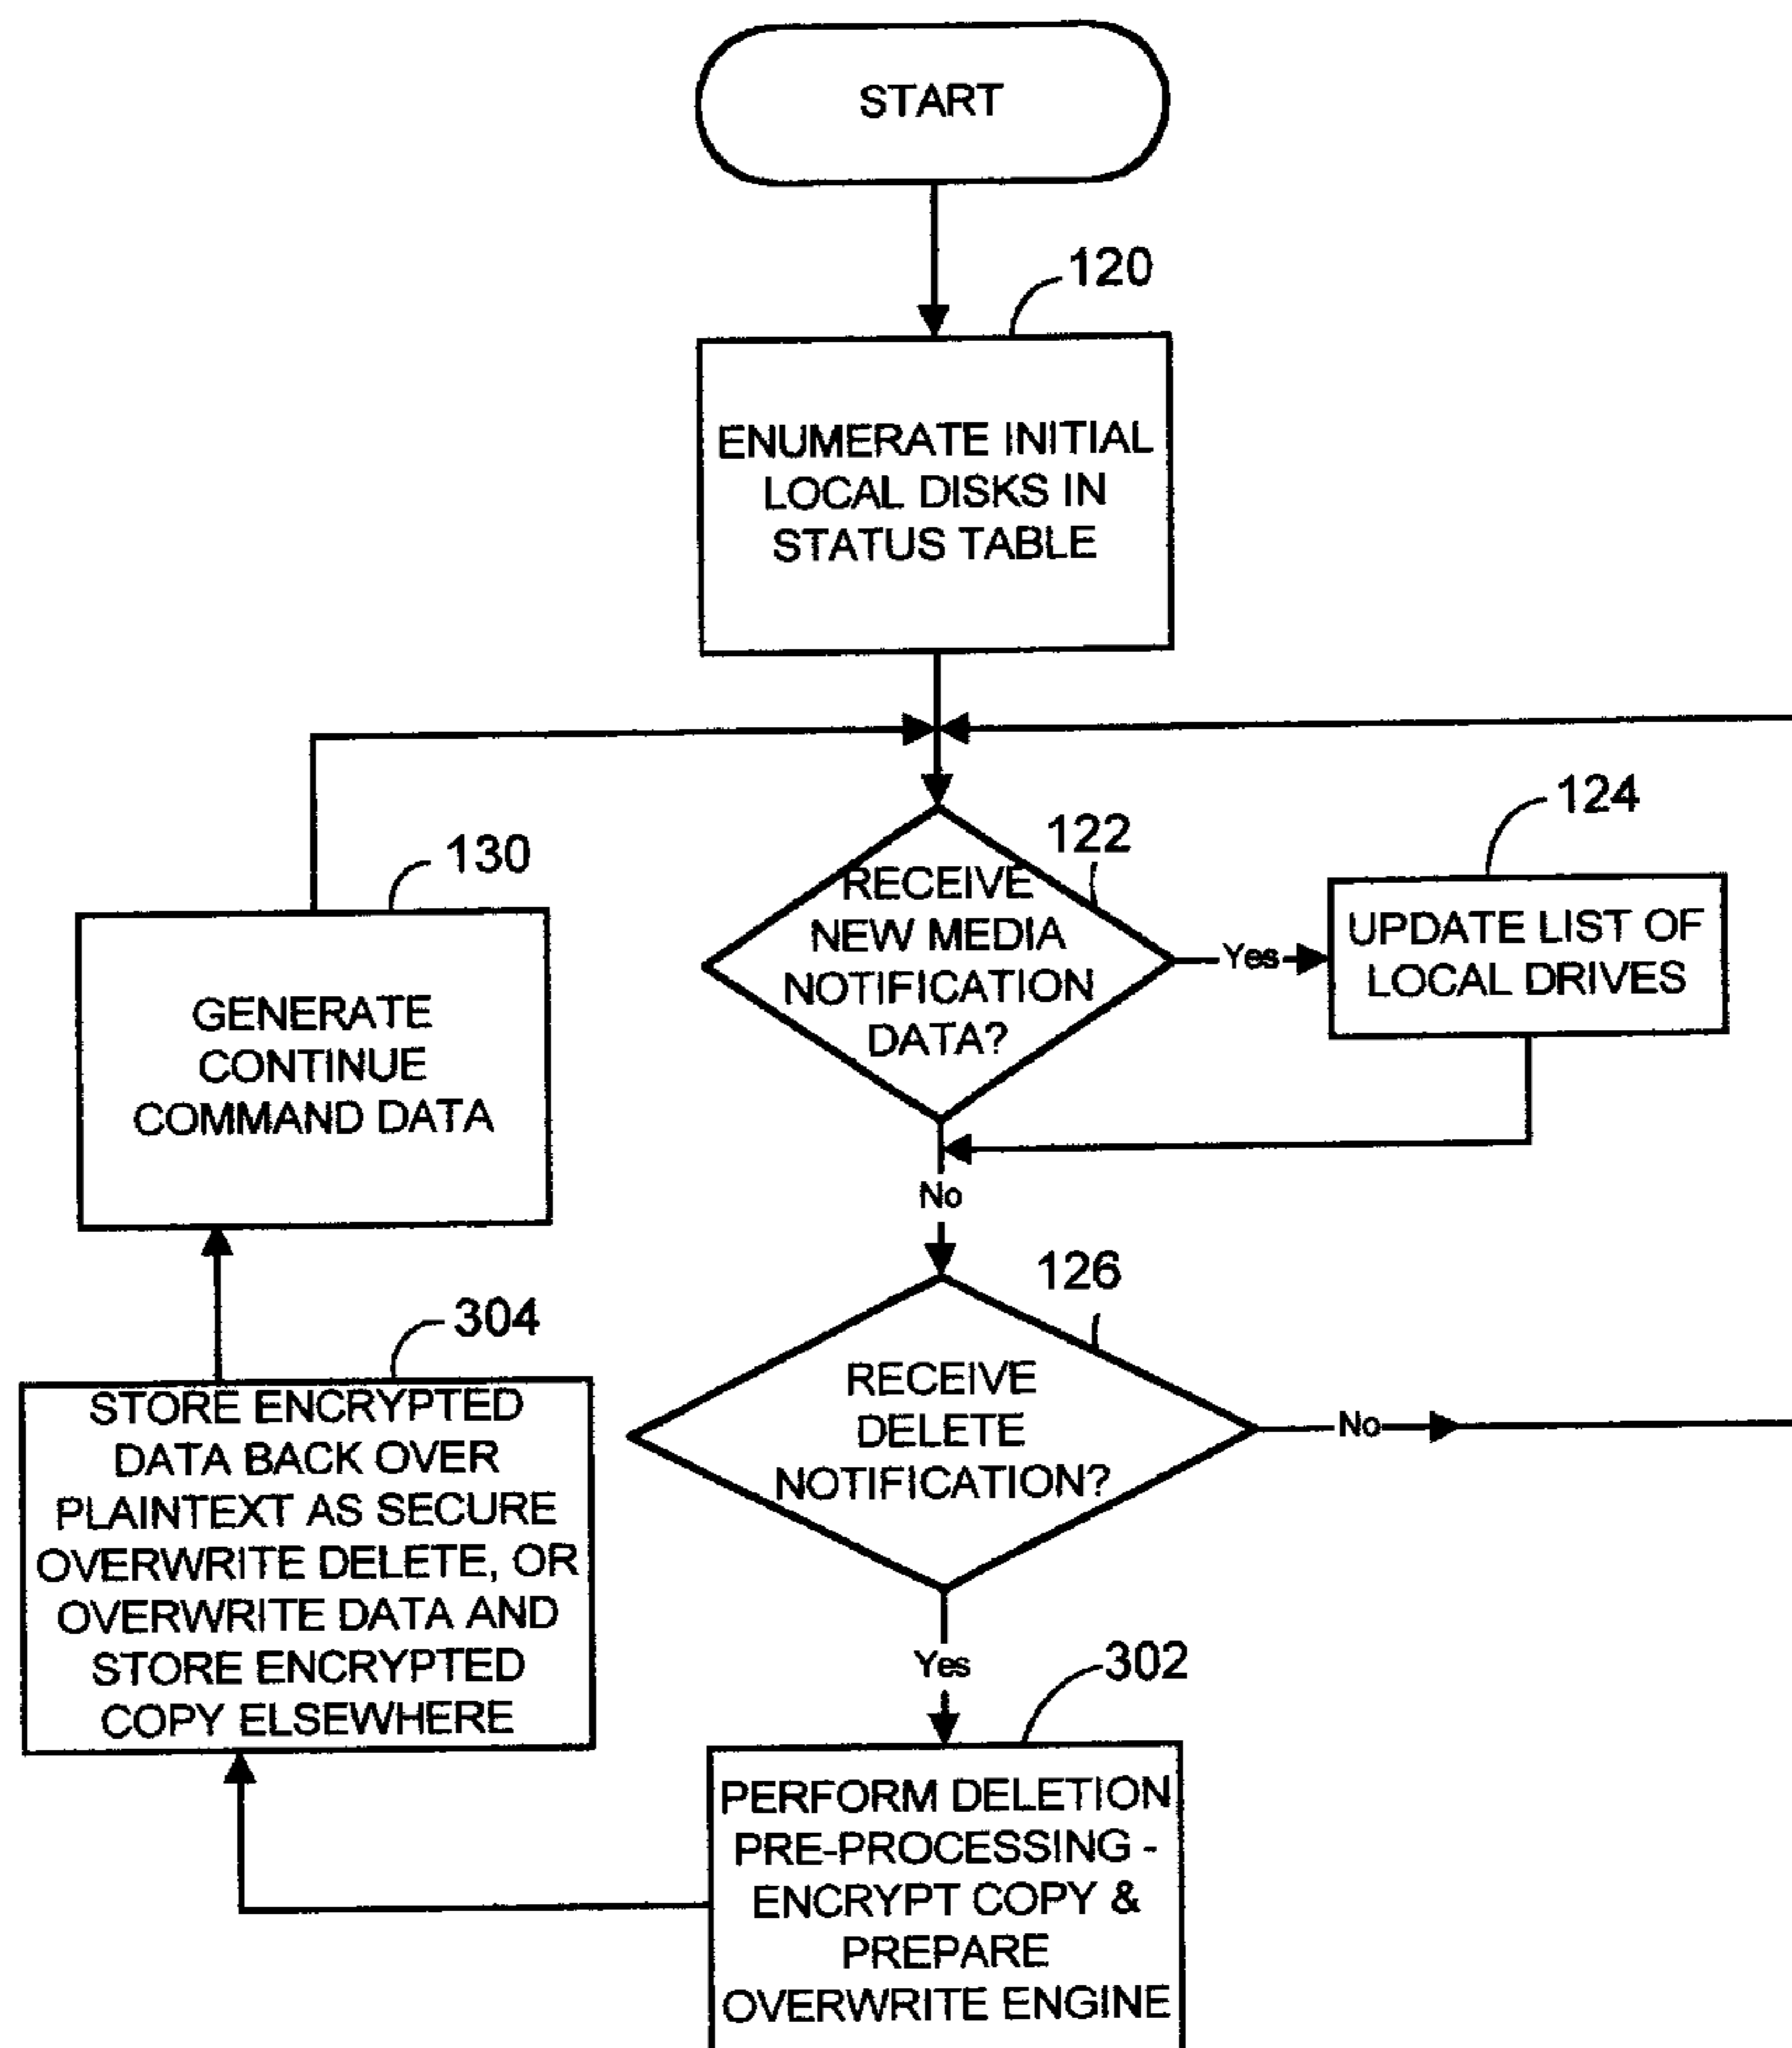 START
120
ENUMERATE INITIAL
LOCAL DISKS IN
STATUS TABLE
122
RECEIVE
NEW MEDIA
NOTIFICATION
DATA?
Yes
124
UPDATE LIST OF
LOCAL DRIVES
130
GENERATE
CONTINUE
COMMAND DATA
No
126
RECEIVE
DELETE
NOTIFICATION?
No
Yes
304
STORE ENCRYPTED
DATA BACK OVER
PLAINTEXT AS SECURE
OVERWRITE DELETE, OR
OVERWRITE DATA AND
STORE ENCRYPTED
COPY ELSEWHERE
302
PERFORM DELETION
PRE-PROCESSING -
ENCRYPT COPY &
PREPARE
OVERWRITE ENGINE